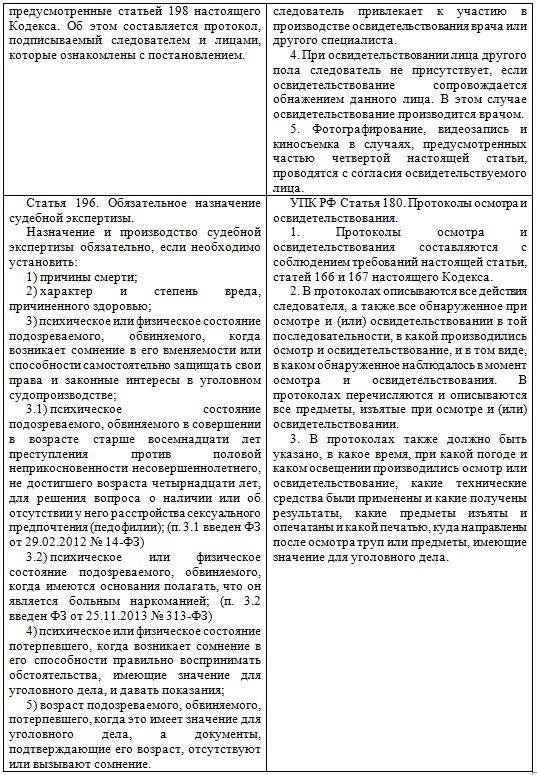 предусмотренные статьей 198 настоящего
Кодекса. Об этом составляется протокол,
подписываемый следователем и лицами,
которые ознакомлены с постановлением.
следователь привлекает к участию в
производстве освидетельствования врача или
другого специалиста.
4. При освидетельствовании лица другого
пола следователь не присутствует, если
освидетельствование сопровождается
обнажением данного лица. В этом случае
освидетельствование производится врачом.
5. Фотографирование, видеозапись и
киносъемка в случаях, предусмотренных
частью четвертой настоящей статьи,
проводятся с согласия освидетельствуемого
лица.
Статья 196. Обязательное назначение
судебной экспертизы.
Назначение и производство судебной
экспертизы обязательно, если необходимо
установить:
1) причины смерти;
2) характер и степень вреда,
причиненного здоровью;
3) психическое или физическое состояние
подозреваемого, обвиняемого, когда
возникает сомнение в его вменяемости или
способности самостоятельно защищать свои
права и законные интересы в уголовном
судопроизводстве;
3.1) психическое состояние
подозреваемого, обвиняемого в совершении
в возрасте старше восемнадцати лет
преступления против половой
неприкосновенности несовершеннолетнего,
не достигшего возраста четырнадцати лет,
для решения вопроса о наличии или об
отсутствии у него расстройства сексуального
предпочтения (педофилии); (п. 3.1 введен ФЗ
от 29.02.2012 № 14-ФЗ)
3.2) психическое или физическое
состояние подозреваемого, обвиняемого,
когда имеются основания полагать, что он
является больным наркоманией; (п. 3.2
введен ФЗ от 25.11.2013 № 313-ФЗ)
4) психическое или физическое состояние
потерпевшего, когда возникает сомнение в
его способности правильно воспринимать
обстоятельства, имеющие значение для
уголовного дела, и давать показания;
5) возраст подозреваемого, обвиняемого,
потерпевшего, когда это имеет значение для
уголовного дела, а документы,
подтверждающие его возраст, отсутствуют
или вызывают сомнение.
УПК РФ Статья 180. Протоколы осмотра и
освидетельствования.
1. Протоколы осмотра и
освидетельствования составляются с
соблюдением требований настоящей статьи,
статей 166 и 167 настоящего Кодекса.
2. В протоколах описываются все действия
следователя, а также все обнаруженное при
осмотре и (или) освидетельствовании в той
последовательности, в какой производились
осмотр и освидетельствование, и в том виде,
в каком обнаруженное наблюдалось в момент
осмотра и освидетельствования. В
протоколах перечисляются и описываются
все предметы, изъятые при осмотре и (или)
освидетельствовании.
3. В протоколах также должно быть
указано, в какое время, при какой погоде и
каком освещении производились осмотр или
освидетельствование, какие технические
средства были применены и какие получены
результаты, какие предметы изъяты и
опечатаны и какой печатью, куда направлены
после осмотра труп или предметы, имеющие
значение для уголовного дела.